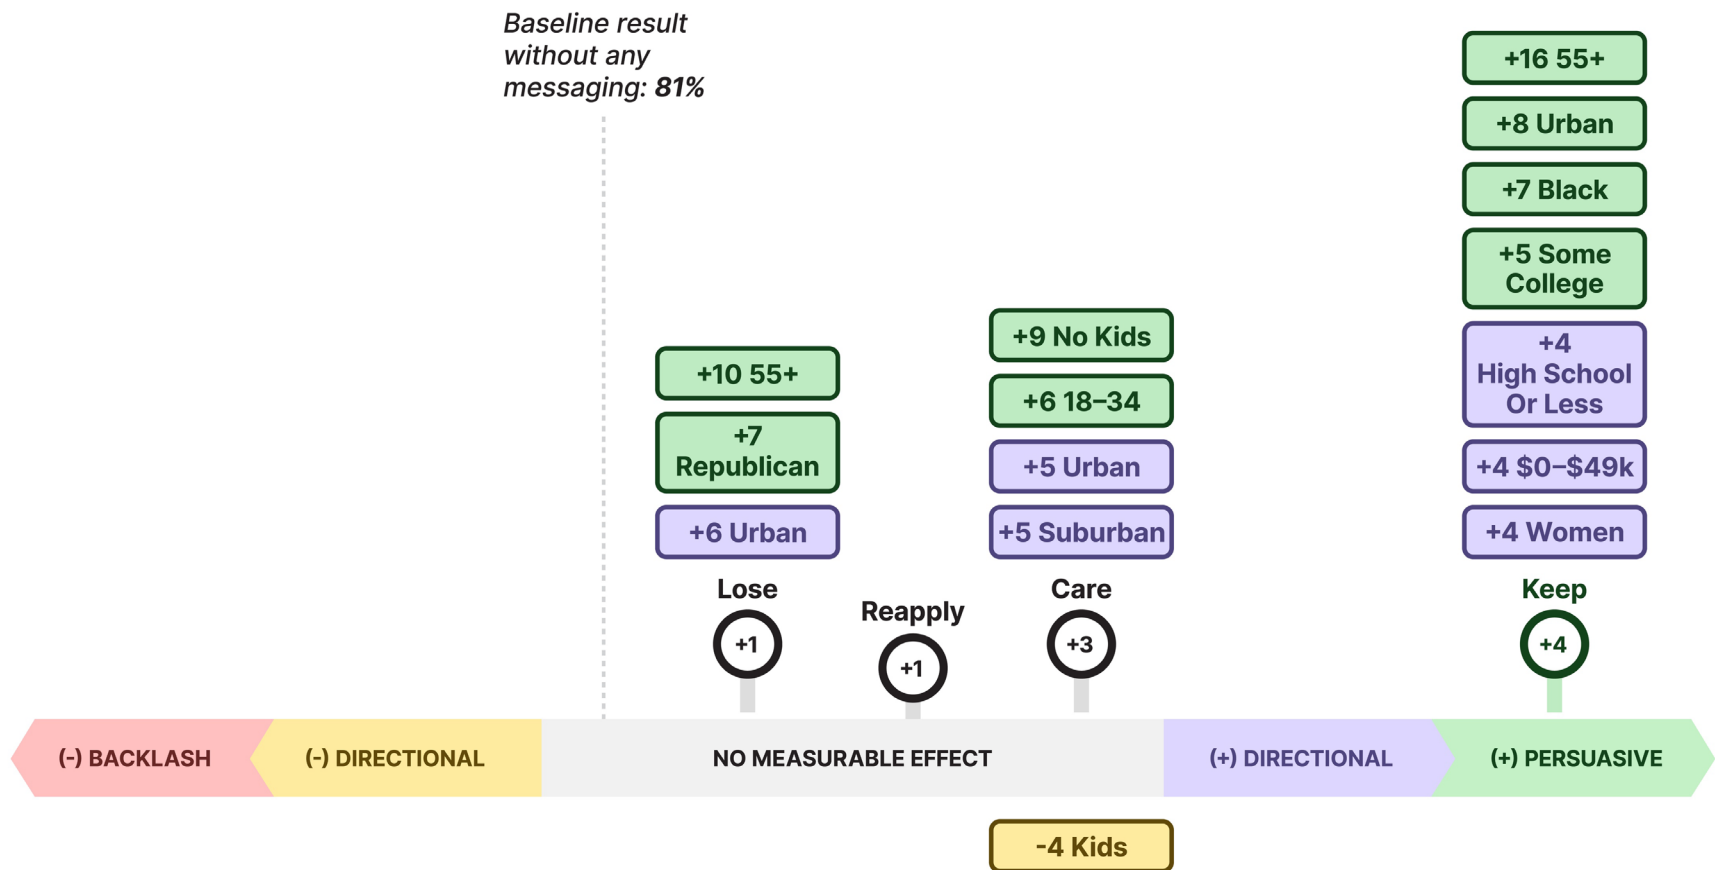 Baseline result
without any
messaging: 81%
+10 55+
+7
Republican
+6 Urban
Lose
+1
Reapply
+1
+9 No Kids
+6 18–34
+5 Urban
+5 Suburban
Care
+3
+16 55+
+8 Urban
+7 Black
+5 Some
College
+4
High School
Or Less
+4 $0–$49k
+4 Women
Keep
+4
(-) BACKLASH
(-) DIRECTIONAL
NO MEASURABLE EFFECT
(+) DIRECTIONAL
(+) PERSUASIVE
-4 Kids